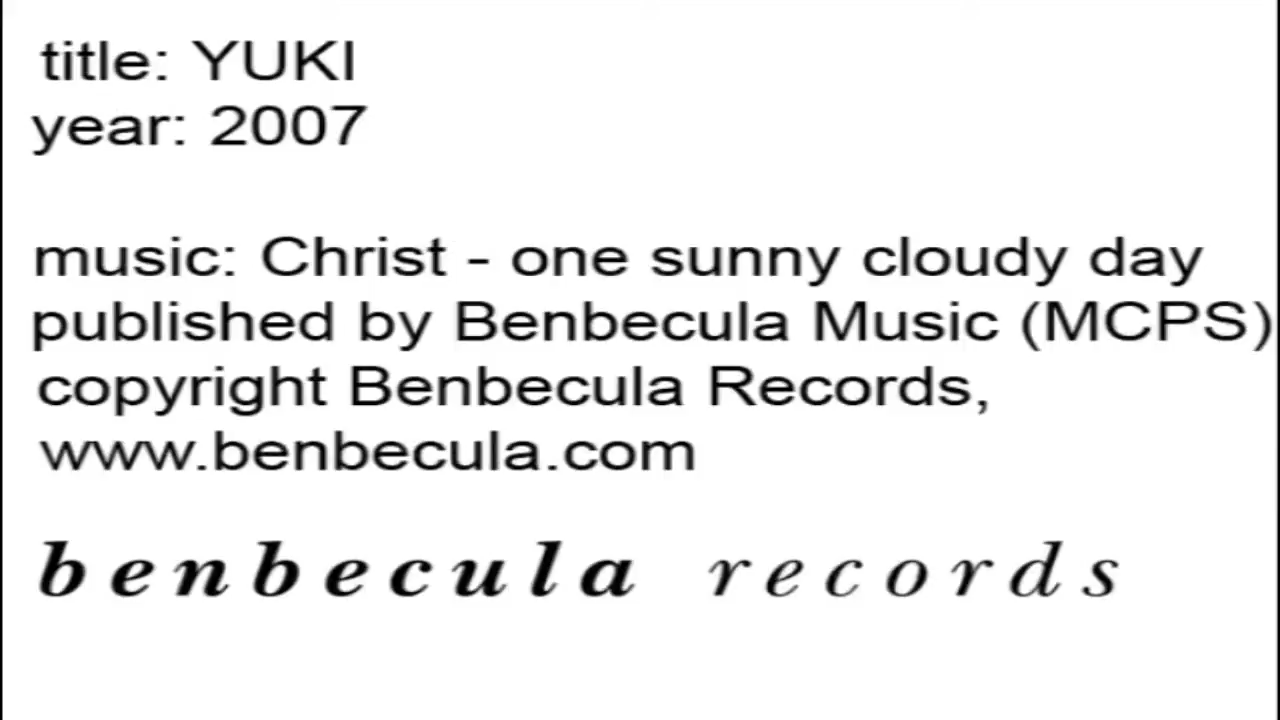 title: YUKI
year: 2007
music: Christ - one sunny cloudy day
published by Benbecula Music (MCPS)
copyright Benbecula Records,
www.benbecula.com
benbecula records